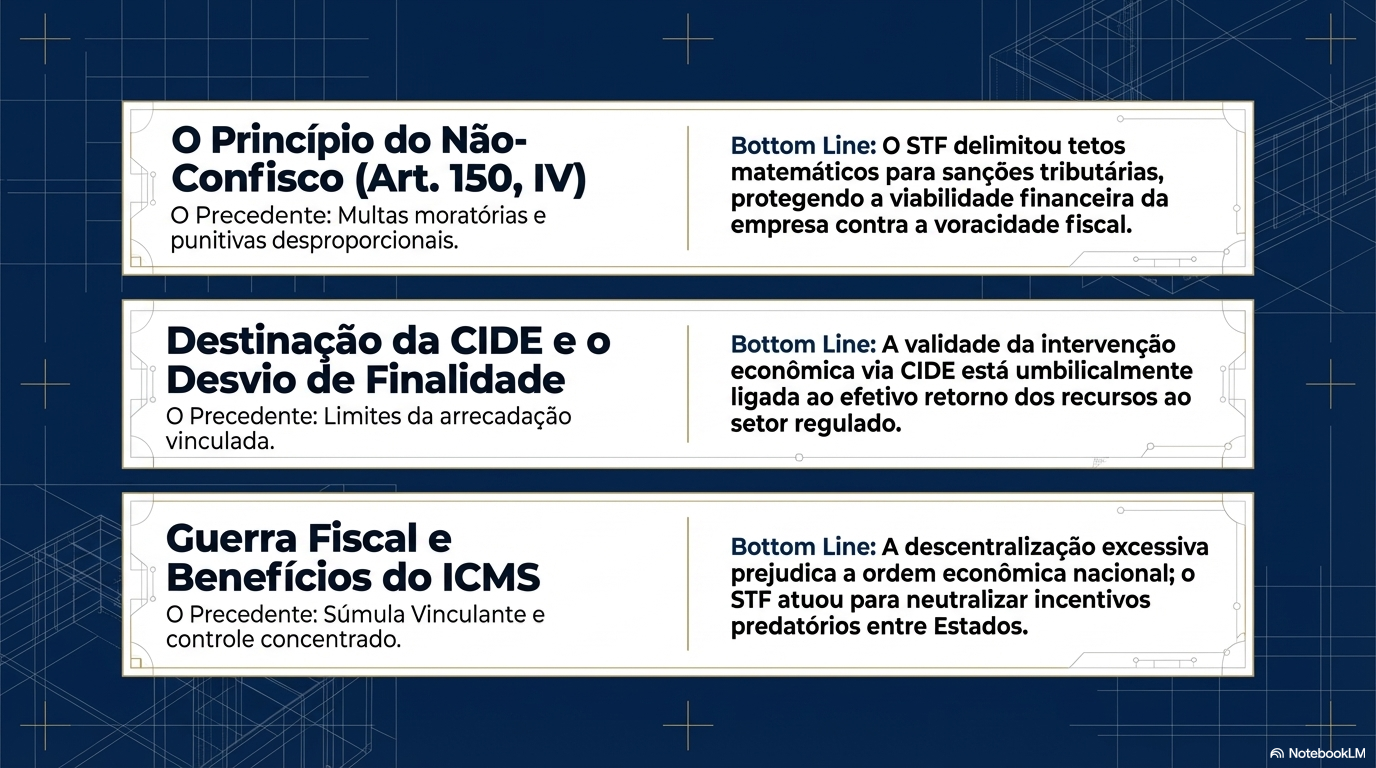 O Princípio do Não-
Confisco (Art. 150, IV)
O Precedente: Multas moratórias e
punitivas desproporcionais.
Bottom Line: O STF delimitou tetos
matemáticos para sanções tributárias,
protegendo a viabilidade financeira da
empresa contra a voracidade fiscal.
Destinação da CIDE e o
Desvio de Finalidade
O Precedente: Limites da arrecadação
vinculada.
Bottom Line: A validade da intervenção
econômica via CIDE está umbilicalmente
ligada ao efetivo retorno dos recursos ao
setor regulado.
Guerra Fiscal e
Benefícios do ICMS
O Precedente: Súmula Vinculante e
controle concentrado.
Bottom Line: A descentralização excessiva
prejudica a ordem econômica nacional; o
STF atuou para neutralizar incentivos
predatórios entre Estados.
NotebookLM